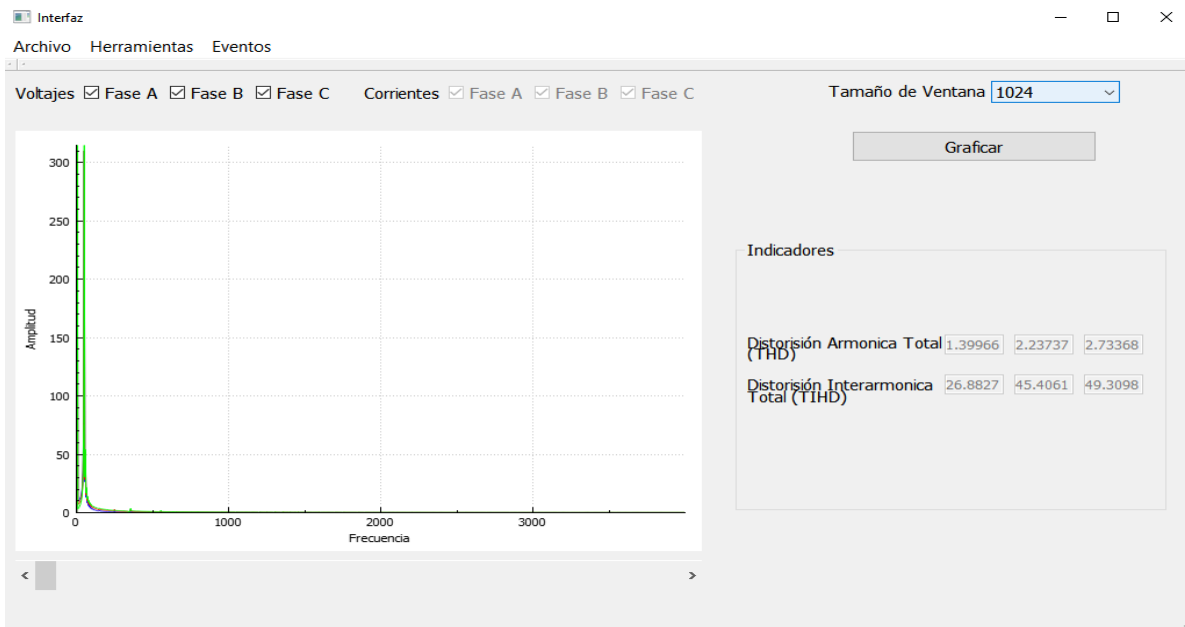 Interfaz
Archivo Herramientas Eventos
Voltajes Fase A Fase B Fase C Corrientes Fase A Fase B Fase C
Tamaño de Ventana 1024
Graficar
300
250
200
150
100
50
0
Amplitud
0 1000 2000 3000
Frecuencia
Indicadores
Distorisión Armonica Total 1.39966 2.23737 2.73368
(THD)
Distorisión Interarmonica 26.8827 45.4061 49.3098
Total (TIHD)